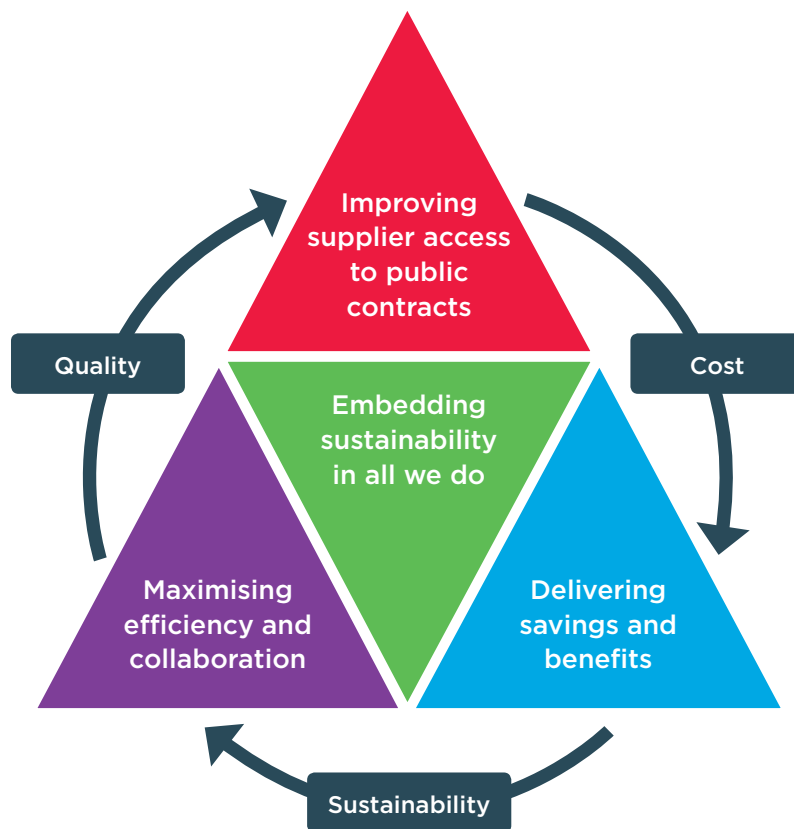 Improving
supplier access
to public
contracts
Quality
Cost
Embedding
sustainability
in all we do
Maximising
efficiency and
collaboration
Delivering
savings and
benefits
Sustainability